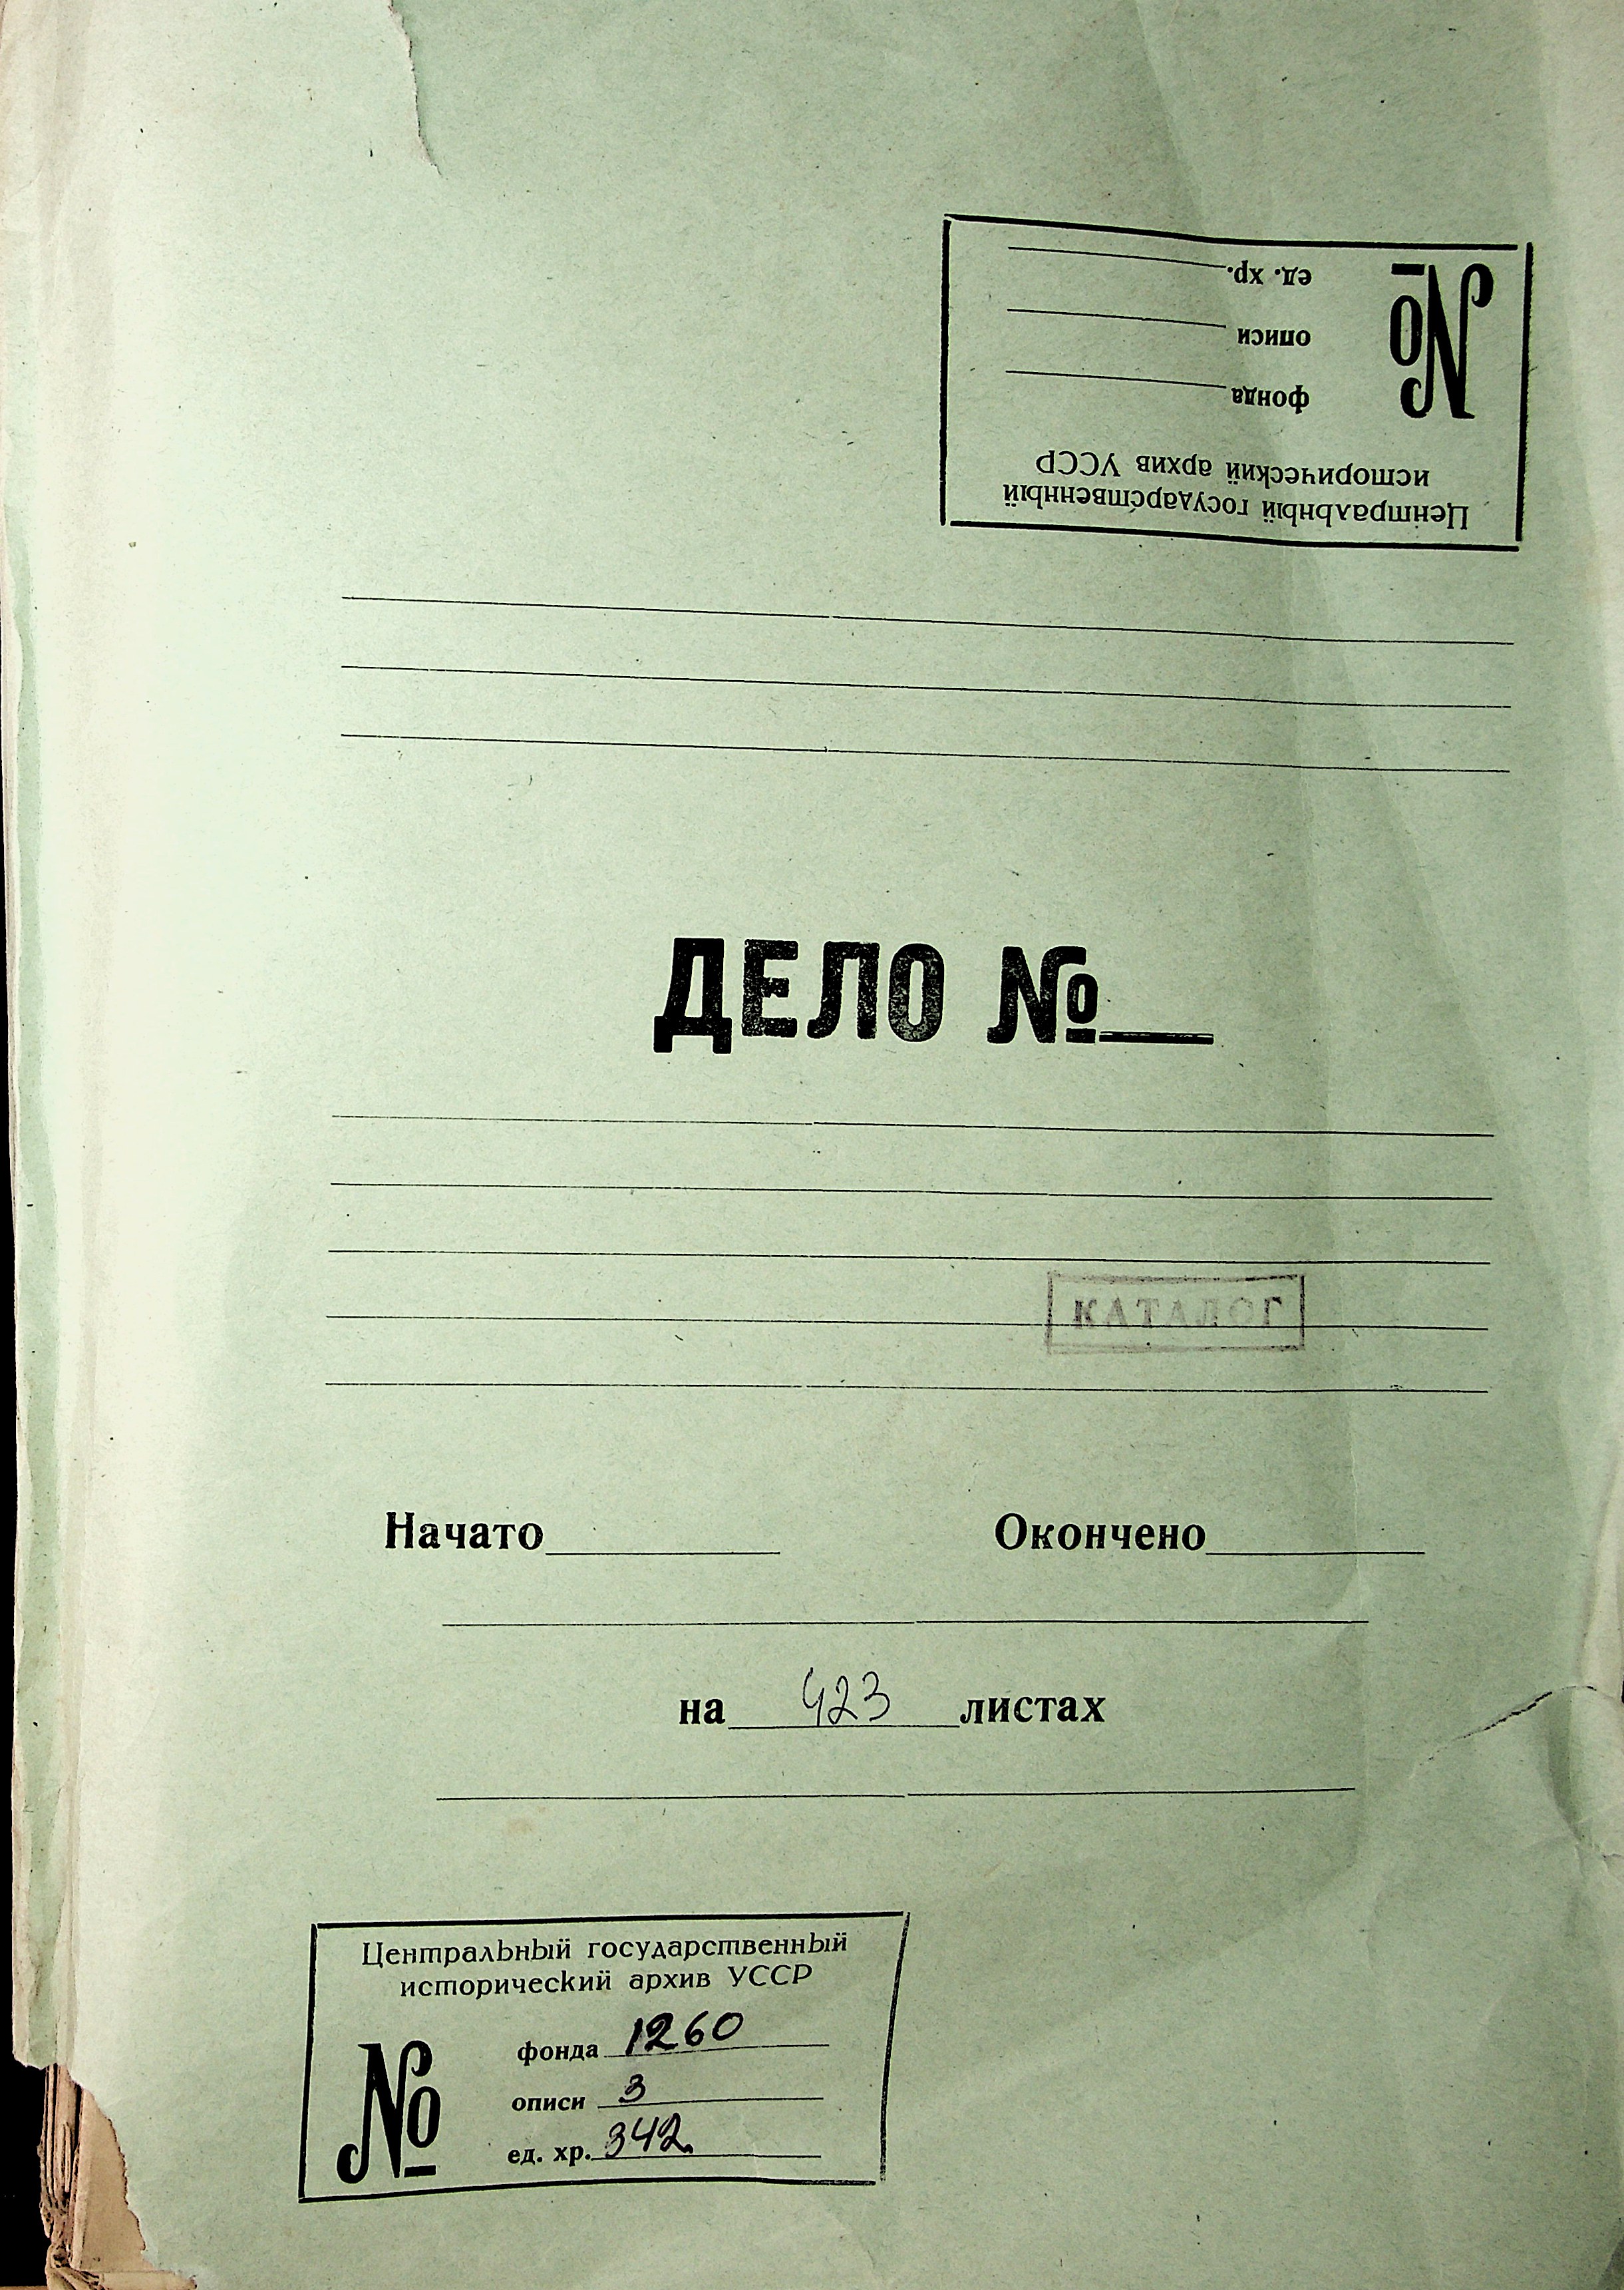 ед. хр.
описи
фонда
№
исторический архив УССР
Центральный государственный
ДЕЛО №
КАТАЛОГ
Начато Окончено
на 423 листах
Центральный государственный
исторический архив УССР
№
фонда 1260
описи 3
ед. хр. 342